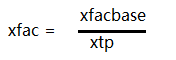 xfac = xfacbase
xtp